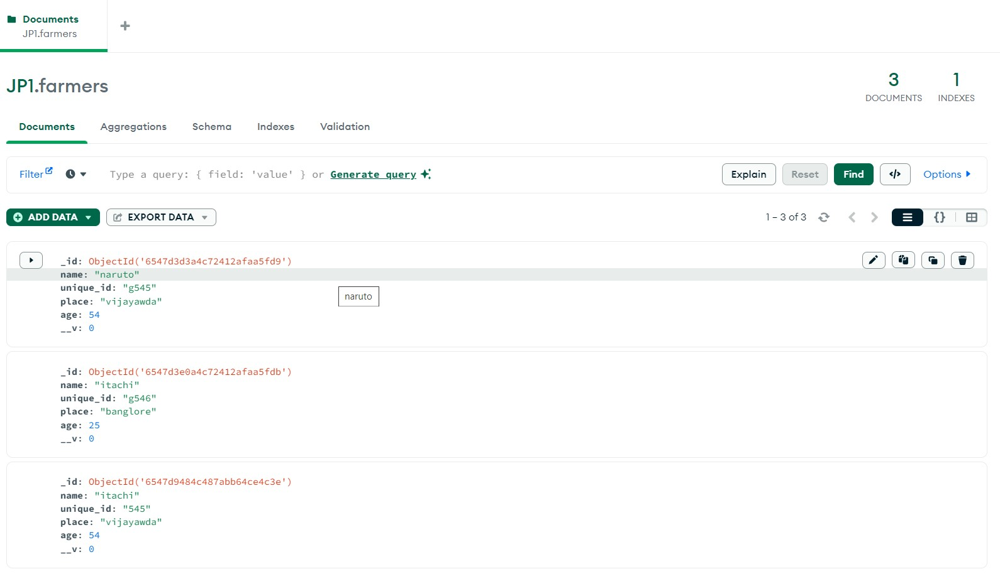 Documents
JP1.farmers
JP1.farmers
3
DOCUMENTS
1
INDEXES
Documents Aggregations Schema Indexes Validation
Filter Type a query: { field: 'value' } or Generate query Explain Reset Find </> Options
ADD DATA EXPORT DATA 1 – 3 of 3 {}
_id: ObjectId('6547d3d3a4c72412afaa5fd9')
name: "naruto"
unique_id: "g545"
naruto
place: "vijayawda"
age: 54
__v: 0
_id: ObjectId('6547d3e0a4c72412afaa5fdb')
name: "itachi"
unique_id: "g546"
place: "banglore"
age: 25
__v: 0
_id: ObjectId('6547d9484c487abb64ce4c3e')
name: "itachi"
unique_id: "545"
place: "vijayawda"
age: 54
__v: 0